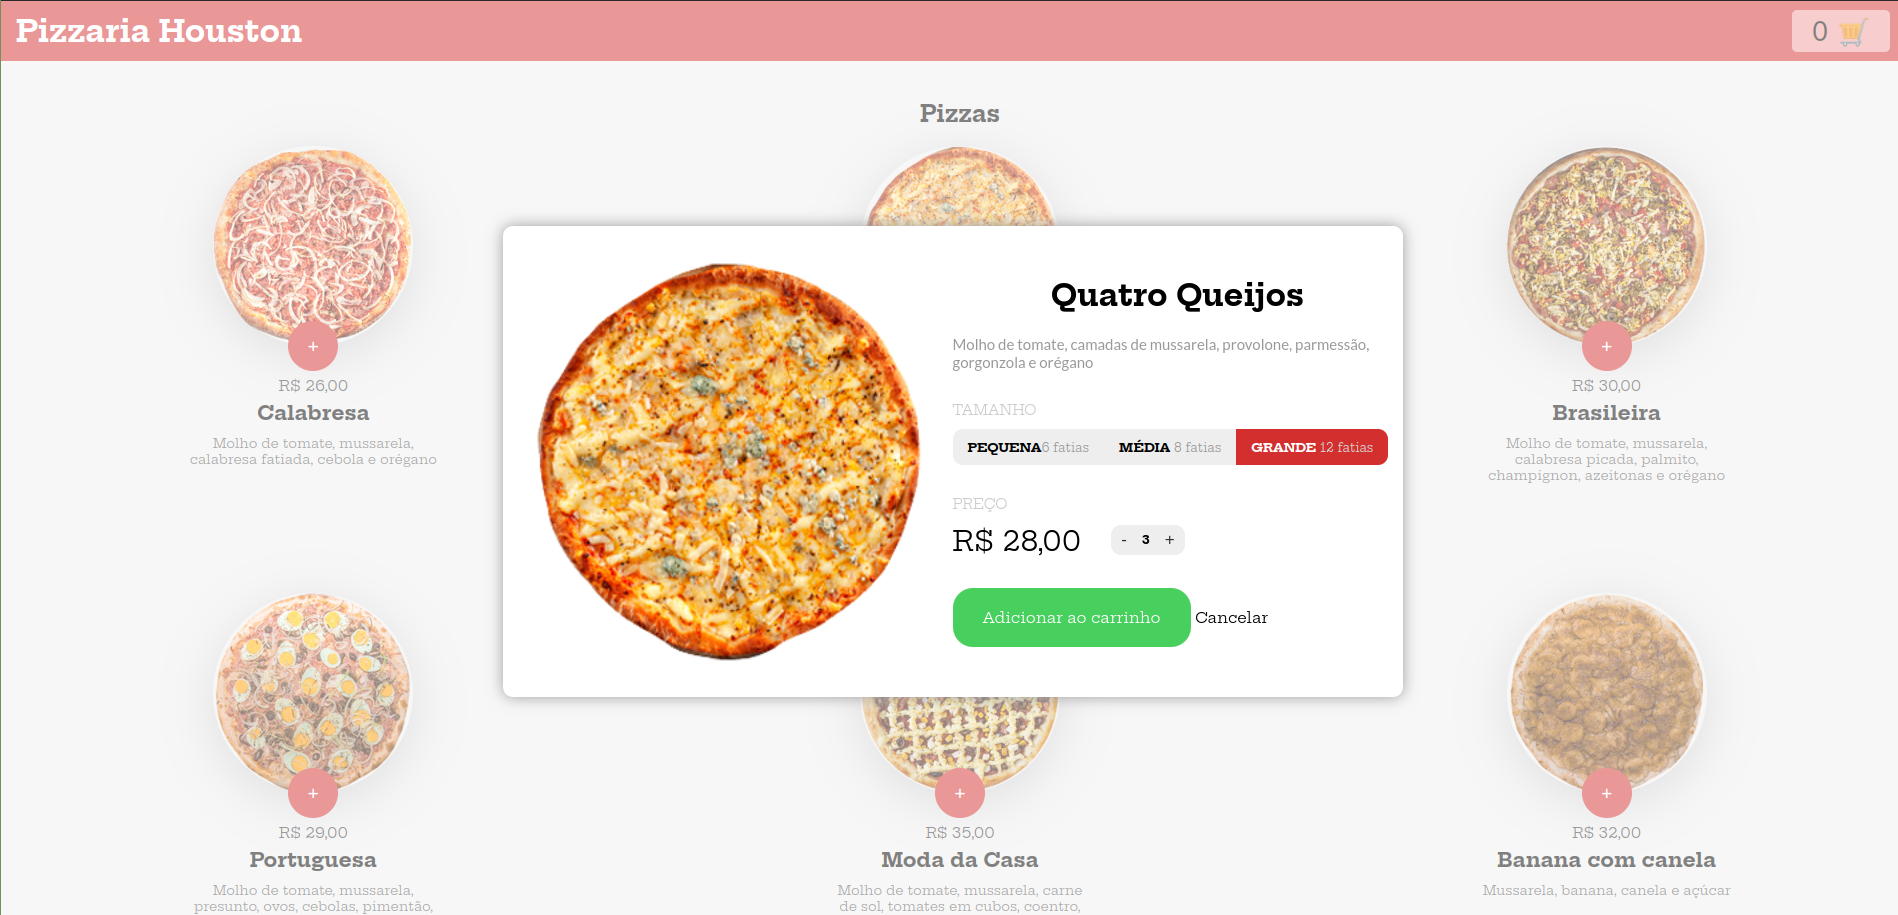 Pizzaria Houston
0
Pizzas
+
R$ 26,00
Calabresa
Molho de tomate, mussarela,
calabresa fatiada, cebola e orégano
Quatro Queijos
Molho de tomate, camadas de mussarela, provolone, parmessão,
gorgonzola e orégano
TAMANHO
PEQUENA6 fatias MÉDIA 8 fatias GRANDE 12 fatias
PREÇO
R$ 28,00 - 3 +
Adicionar ao carrinho Cancelar
+
R$ 30,00
Brasileira
Molho de tomate, mussarela,
calabresa picada, palmito,
champignon, azeitonas e orégano
+
R$ 29,00
Portuguesa
Molho de tomate, mussarela,
presunto, ovos, cebolas, pimentão,
+
R$ 35,00
Moda da Casa
Molho de tomate, mussarela, carne
de sol, tomates em cubos, coentro,
+
R$ 32,00
Banana com canela
Mussarela, banana, canela e açúcar